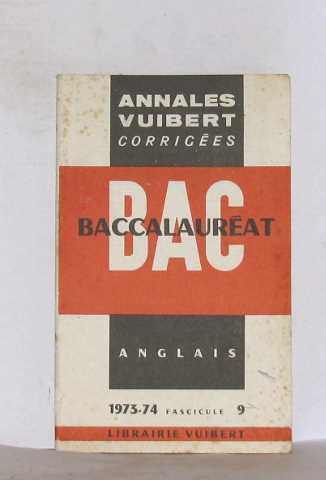 ANNALES
VUIBERT
CORRIGÉES
BAC
BACCALAURÉAT
ANGLAIS
1973-74 FASCICULE 9
LIBRAIRIE VUIBERT